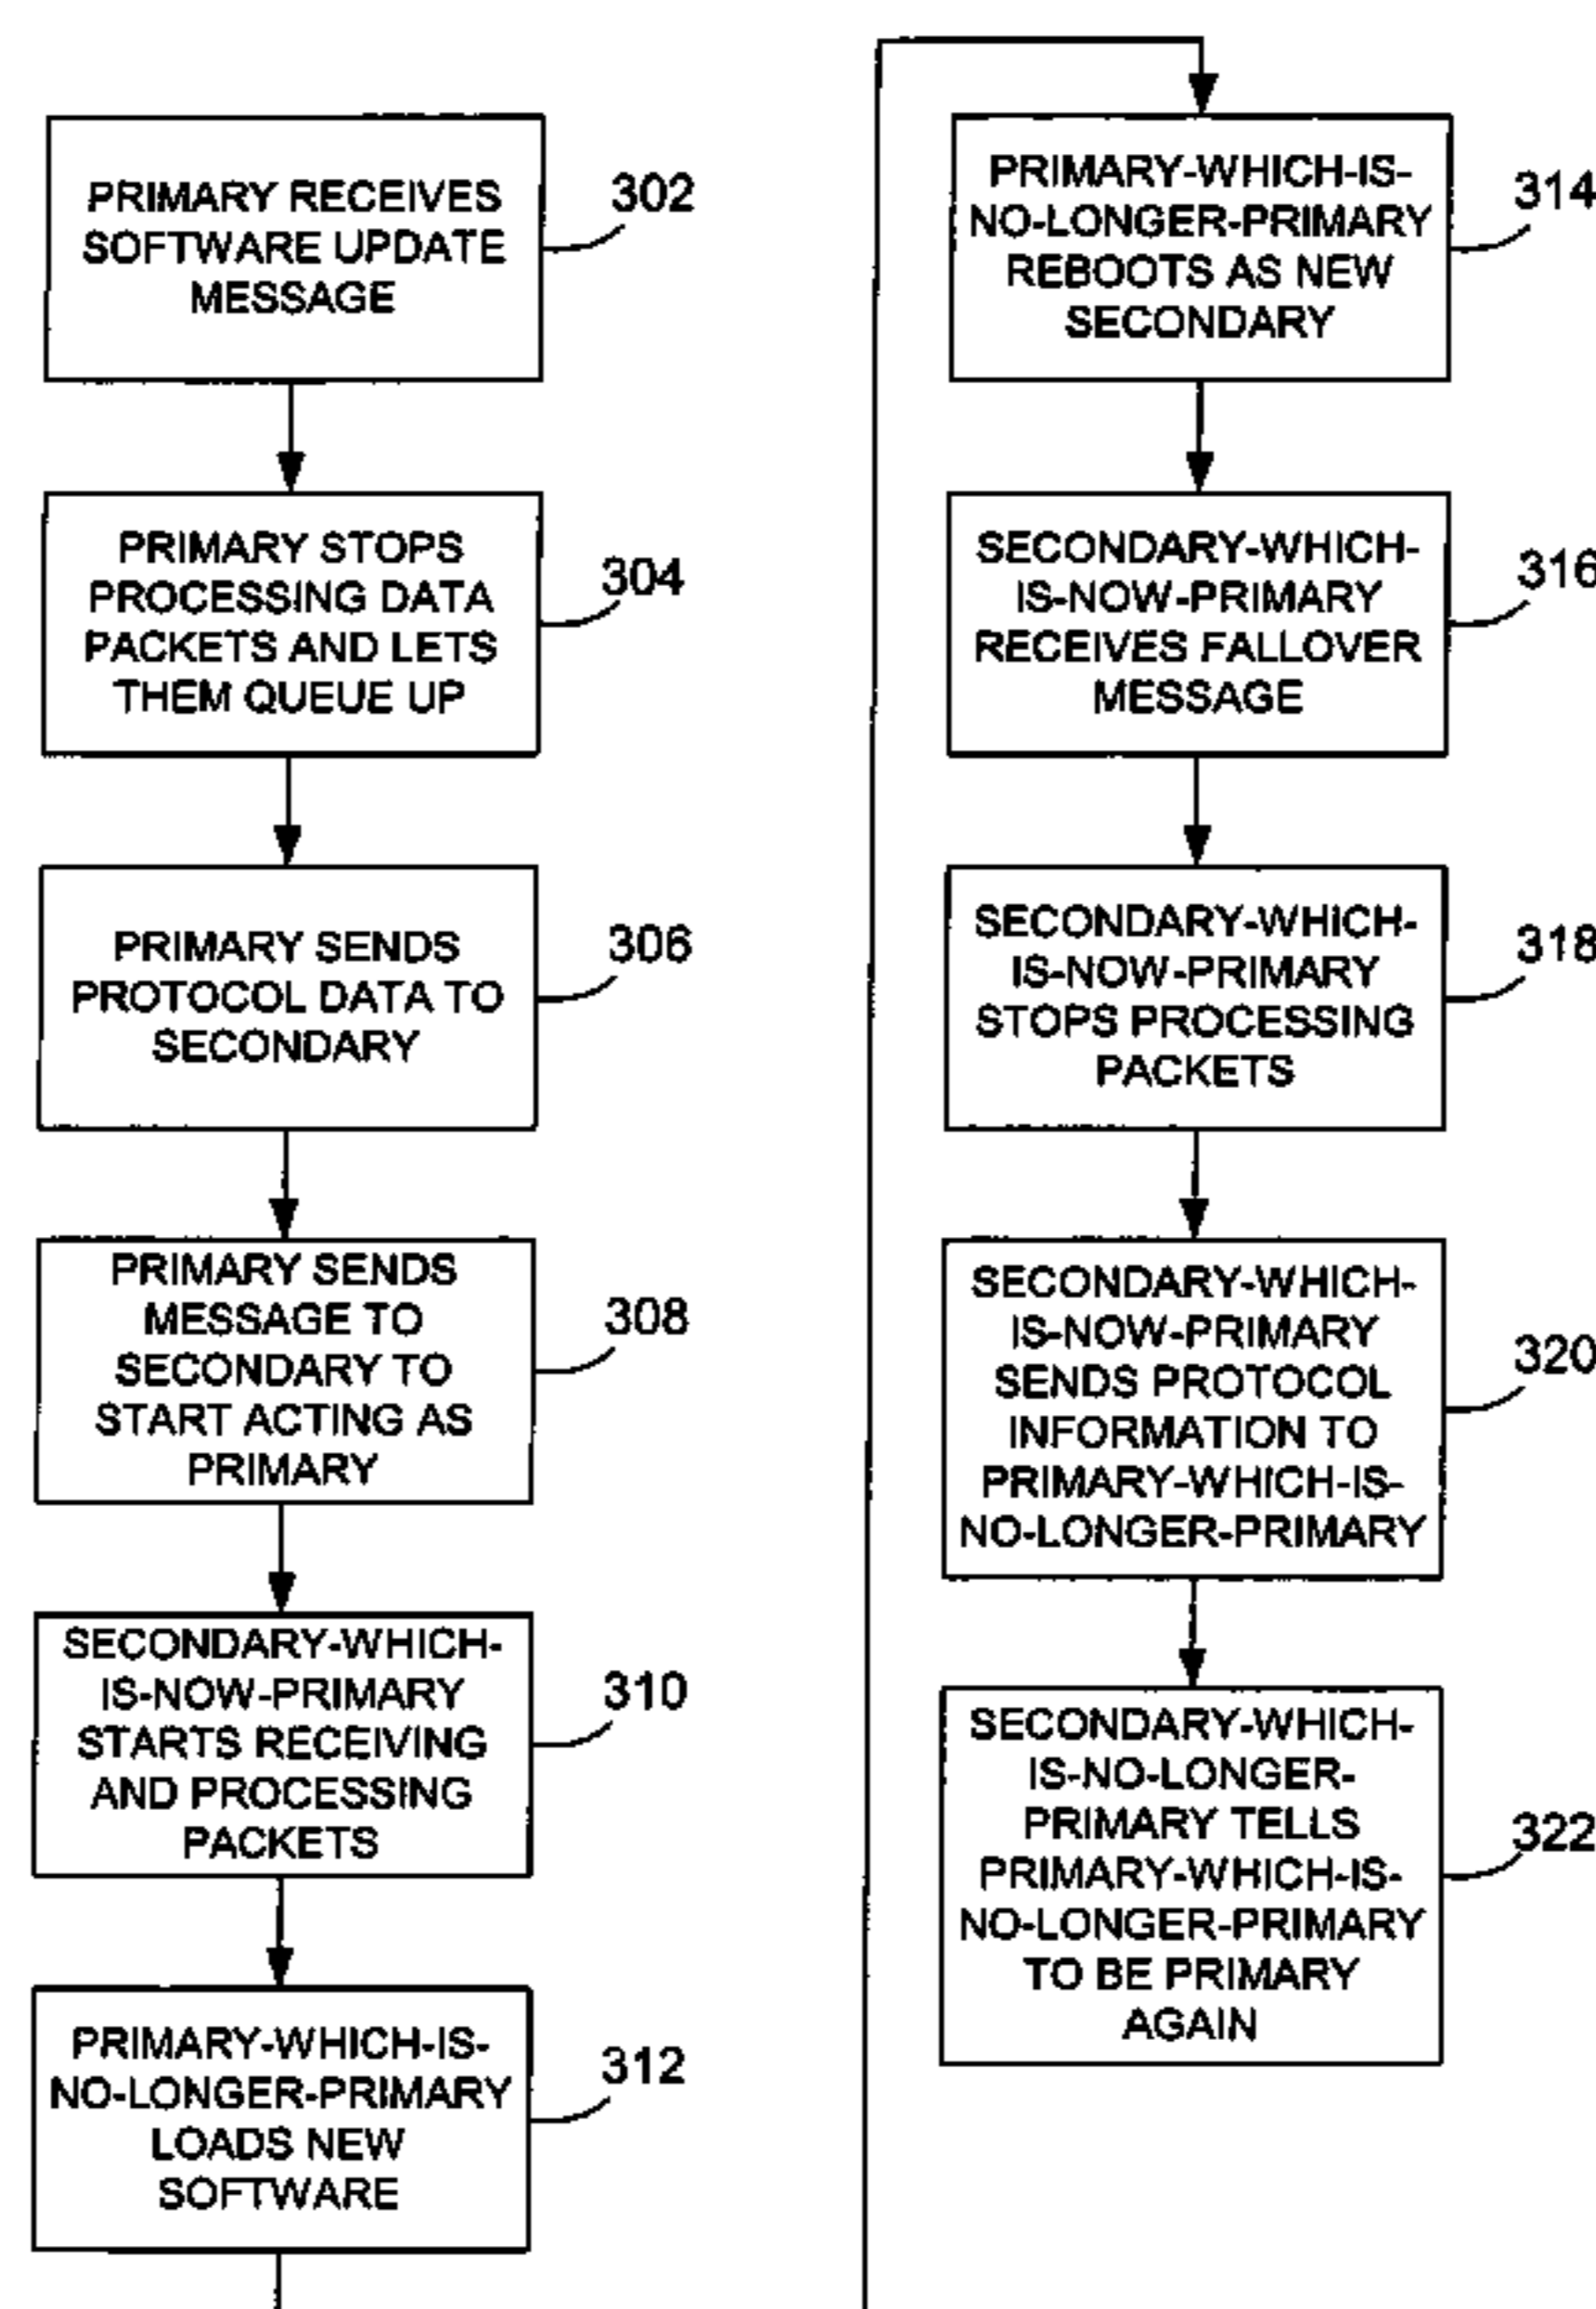 PRIMARY RECEIVES
SOFTWARE UPDATE
MESSAGE
302
PRIMARY STOPS
PROCESSING DATA
PACKETS AND LETS
THEM QUEUE UP
304
PRIMARY SENDS
PROTOCOL DATA TO
SECONDARY
306
PRIMARY SENDS
MESSAGE TO
SECONDARY TO
START ACTING AS
PRIMARY
308
SECONDARY-WHICH-
IS-NOW-PRIMARY
STARTS RECEIVING
AND PROCESSING
PACKETS
310
PRIMARY-WHICH-IS-
NO-LONGER-PRIMARY
LOADS NEW
SOFTWARE
312
PRIMARY-WHICH-IS-
NO-LONGER-PRIMARY
REBOOTS AS NEW
SECONDARY
314
SECONDARY-WHICH-
IS-NOW-PRIMARY
RECEIVES FALLOVER
MESSAGE
316
SECONDARY-WHICH-
IS-NOW-PRIMARY
STOPS PROCESSING
PACKETS
318
SECONDARY-WHICH-
IS-NOW-PRIMARY
SENDS PROTOCOL
INFORMATION TO
PRIMARY-WHICH-IS-
NO-LONGER-PRIMARY
320
SECONDARY-WHICH-
IS-NO-LONGER-
PRIMARY TELLS
PRIMARY-WHICH-IS-
NO-LONGER-PRIMARY
TO BE PRIMARY
AGAIN
322